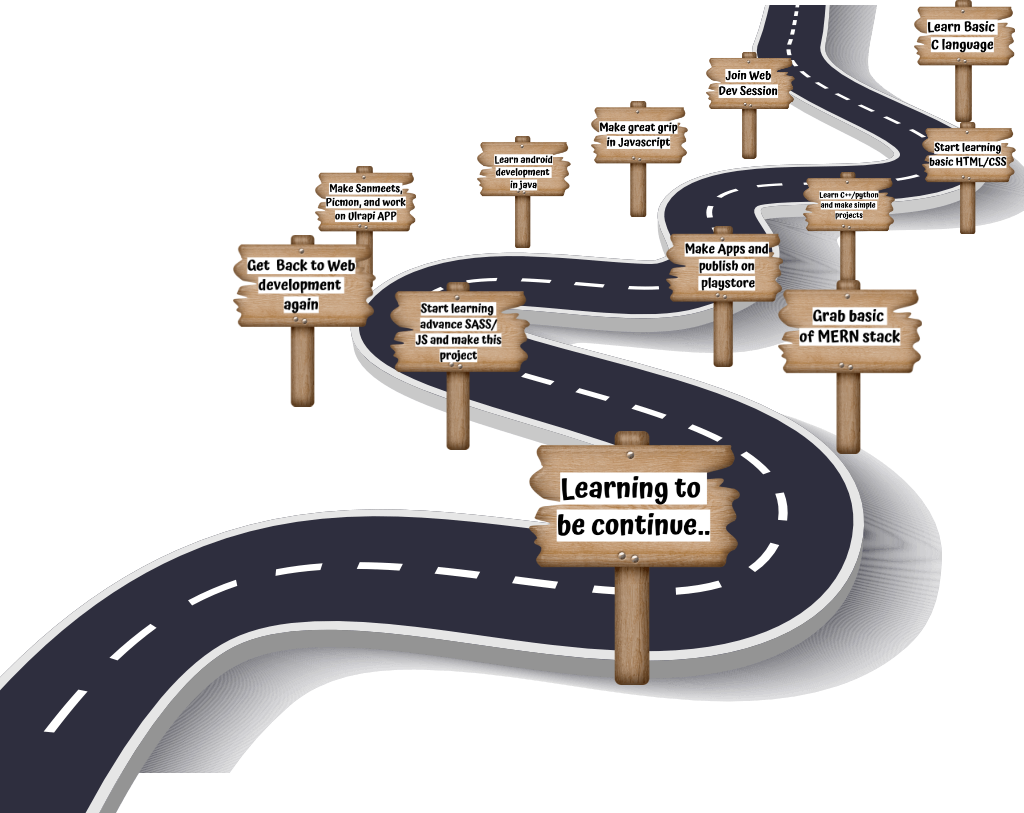 Learn Basic
C language
Join Web
Dev Session
Make great grip
in Javascript
Start learning
basic HTML/CSS
Learn android
development
in java
Learn C++/python
and make simple
projects
Make Sanmeets,
Picmon, and work
on Ulrapi APP
Make Apps and
publish on
playstore
Get Back to Web
development
again
Start learning
advance SASS/
JS and make this
project
Grab basic
of MERN stack
Learning to
be continue..